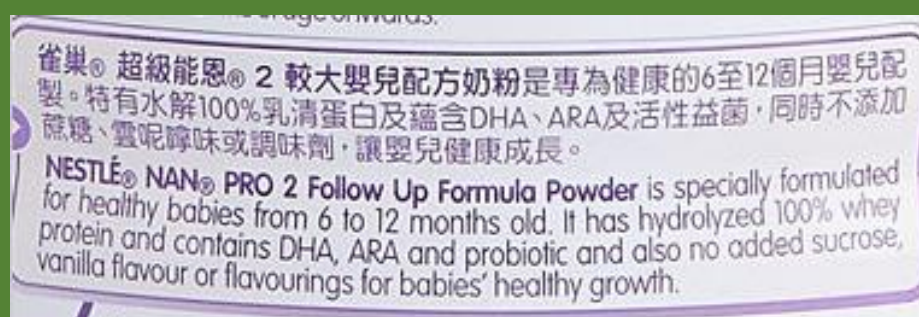 of age onwards.
雀巢® 超級能恩® 2 較大嬰兒配方奶粉是專為健康的6至12個月嬰兒配
製。特有水解100%乳清蛋白及蘊含DHA、ARA及活性益菌，同時不添加
蔗糖、雲呢嗱味或調味劑，讓嬰兒健康成長。
NESTLÉ® NAN® PRO 2 Follow Up Formula Powder is specially formulated
for healthy babies from 6 to 12 months old. It has hydrolyzed 100% whey
protein and contains DHA, ARA and probiotic and also no added sucrose,
vanilla flavour or flavourings for babies' healthy growth.